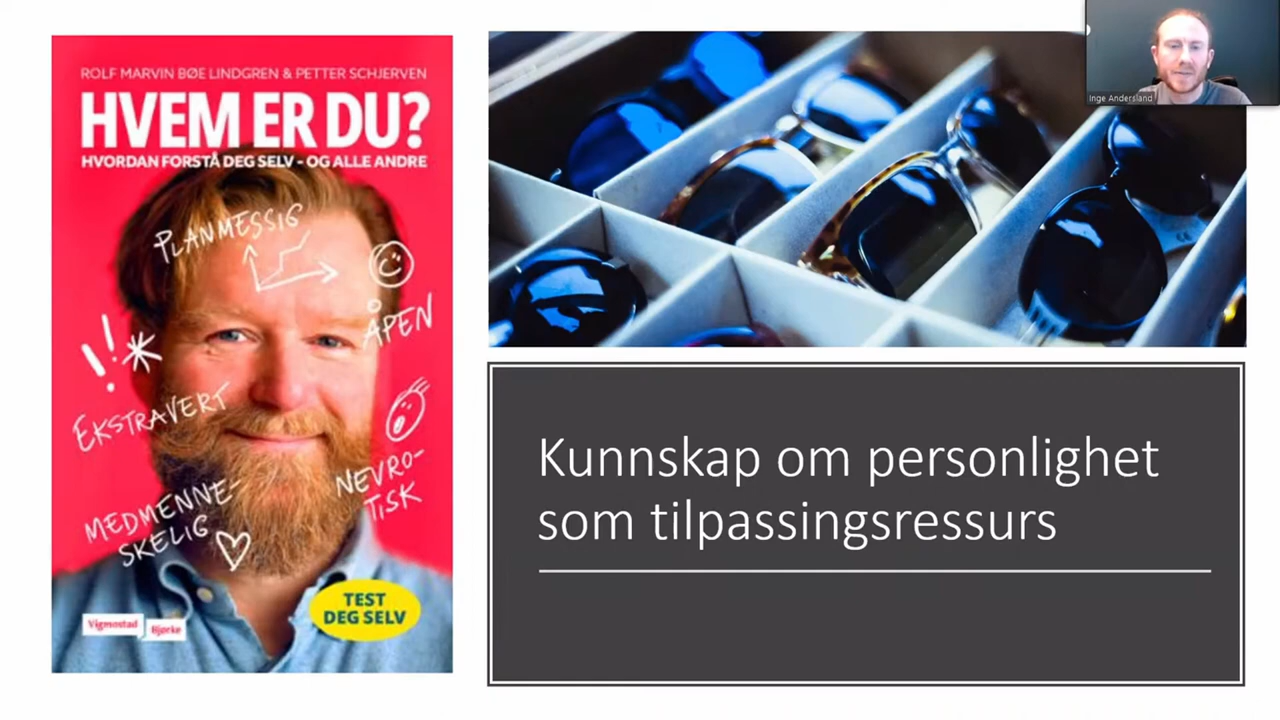 ROLF MARVIN BØE LINDGREN & PETTER SCHJERVEN
HVEM ER DU?
HVORDAN FORSTÅ DEG SELV - OG ALLE ANDRE
PLANMESSIG
ÅPEN
!!*
EKSTRAVERT
NEVRO-
TISK
MEDMENNE-
SKELIG
TEST
DEG SELV
Vigmostad
Bjørke
Inge Andersland
Kunnskap om personlighet
som tilpassingsressurs